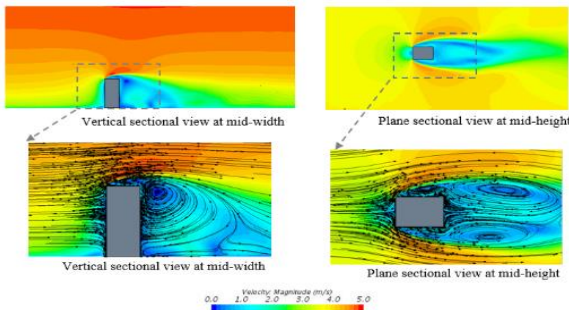 Vertical sectional view at mid-width
Plane sectional view at mid-height
Vertical sectional view at mid-width
Plane sectional view at mid-height
Velocity: Magnitude (m/s)
0.0 1.0 2.0 3.0 4.0 5.0